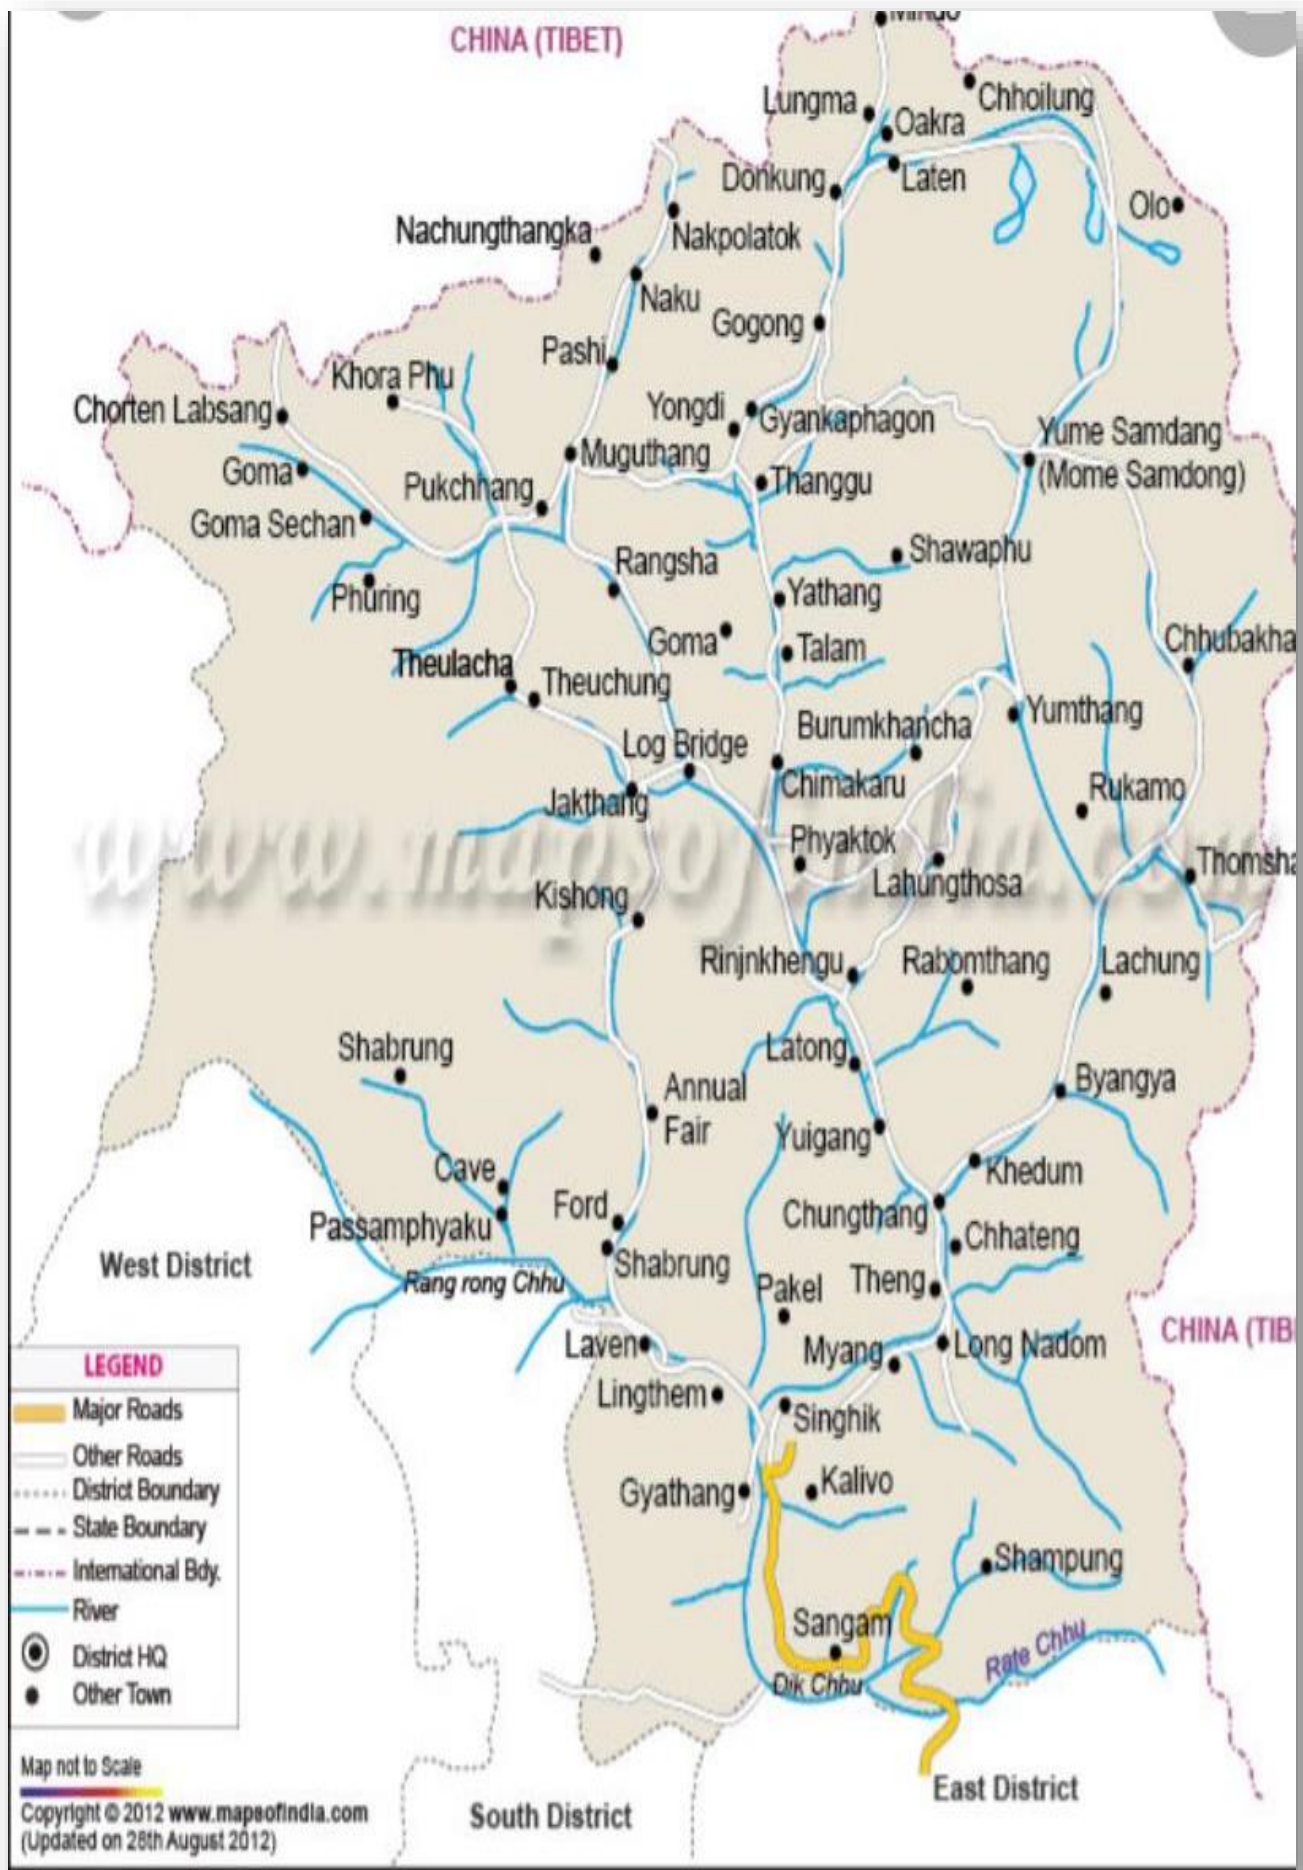 CHINA (TIBET)
Lungma
Chhoilung
Oakra
Donkung
Laten
Olo
Nachungthangka
Nakpolatok
Naku
Gogong
Pashi
Khora Phu
Chorten Labsang
Yongdi
Gyankaphagon
Yume Samdang
(Mome Samdong)
Muguthang
Goma
Pukchhang
Thanggu
Goma Sechan
Rangsha
Shawaphu
Phuring
Yathang
Goma
Talam
Chhubakha
Theulacha
Theuchung
Burumkhancha
Yumthang
Log Bridge
Chimakaru
Rukamo
Jakthang
www.mapsofindia.com
Phyaktok
Lahungthosa
Thomsha
Kishong
Rinjnkhengu
Rabomthang
Lachung
Shabrung
Latong
Annual
Fair
Byangya
Yuigang
Cave
Khedum
Ford
Chungthang
Passamphyaku
Chhateng
West District
Rang rong Chhu
Shabrung
Pakel
Theng
CHINA (TIB
Laven
Myang
Long Nadom
Lingthem
Singhik
Gyathang
Kalivo
Shampung
Sangam
Rate Chhu
Dik Chhu
East District
South District
LEGEND
Major Roads
Other Roads
District Boundary
State Boundary
International Bdy.
River
District HQ
Other Town
Map not to Scale
Copyright © 2012 www.mapsofindia.com
(Updated on 28th August 2012)